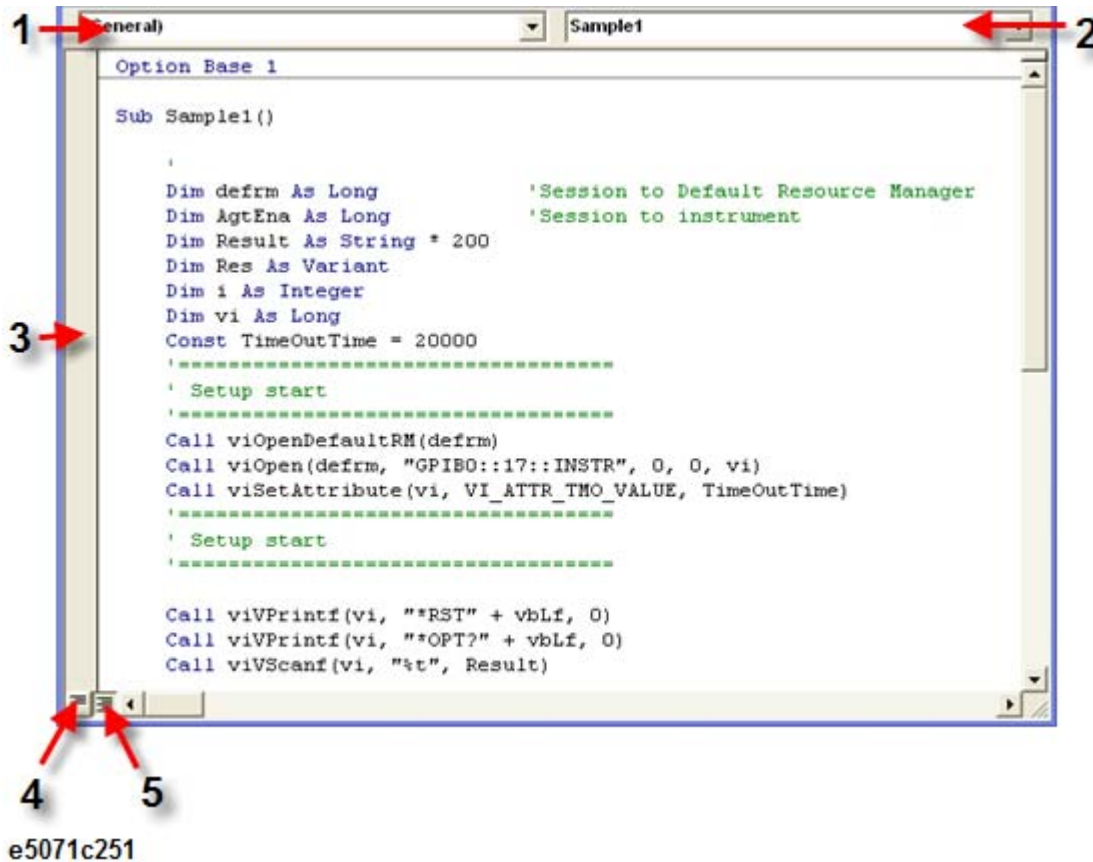 1
eneral)
Sample1
2
Option Base 1
Sub Sample1()
'
Dim defrm As Long 'Session to Default Resource Manager
Dim AgtEna As Long 'Session to instrument
Dim Result As String * 200
Dim Res As Variant
Dim i As Integer
Dim vi As Long
3
Const TimeOutTime = 20000
'===================================
' Setup start
'===================================
Call viOpenDefaultRM(defrm)
Call viOpen(defrm, "GPIB0::17::INSTR", 0, 0, vi)
Call viSetAttribute(vi, VI_ATTR_TMO_VALUE, TimeOutTime)
'===================================
' Setup start
'===================================
Call viVPrintf(vi, "*RST" + vbLf, 0)
Call viVPrintf(vi, "*OPT?" + vbLf, 0)
Call viVScanf(vi, "%t", Result)
4
5
e5071c251